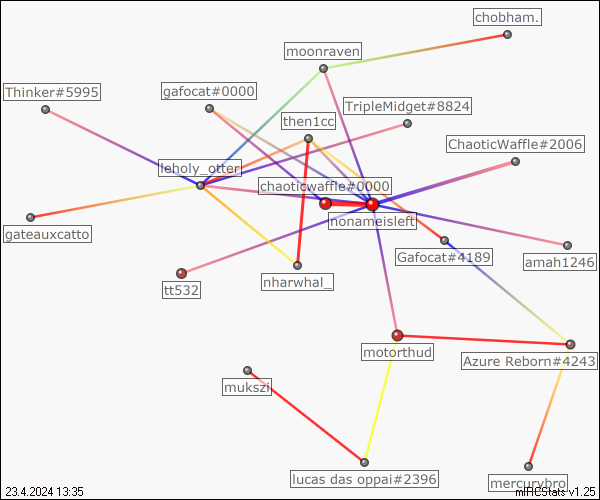 chobham.
moonraven
Thinker#5995
gafocat#0000
TripleMidget#8824
then1cc
ChaoticWaffle#2006
leholy_otter
chaoticwaffle#0000
nonameisleft
gateauxcatto
Gafocat#4189
amah1246
tt532
nharwhal_
motorthud
Azure Reborn#4243
mukszi
lucas das oppai#2396
mercurybro
23.4.2024 13:35
mIRCStats v1.25